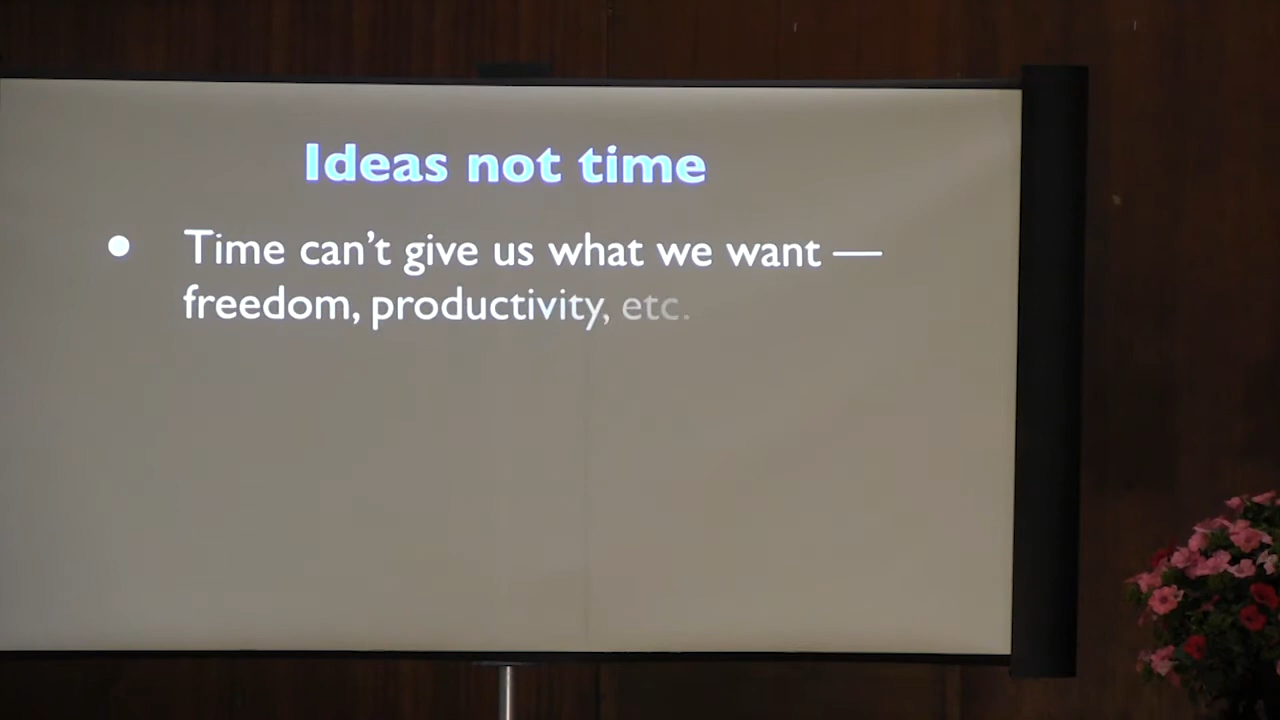 Ideas not time
• Time can’t give us what we want —
freedom, productivity, etc.